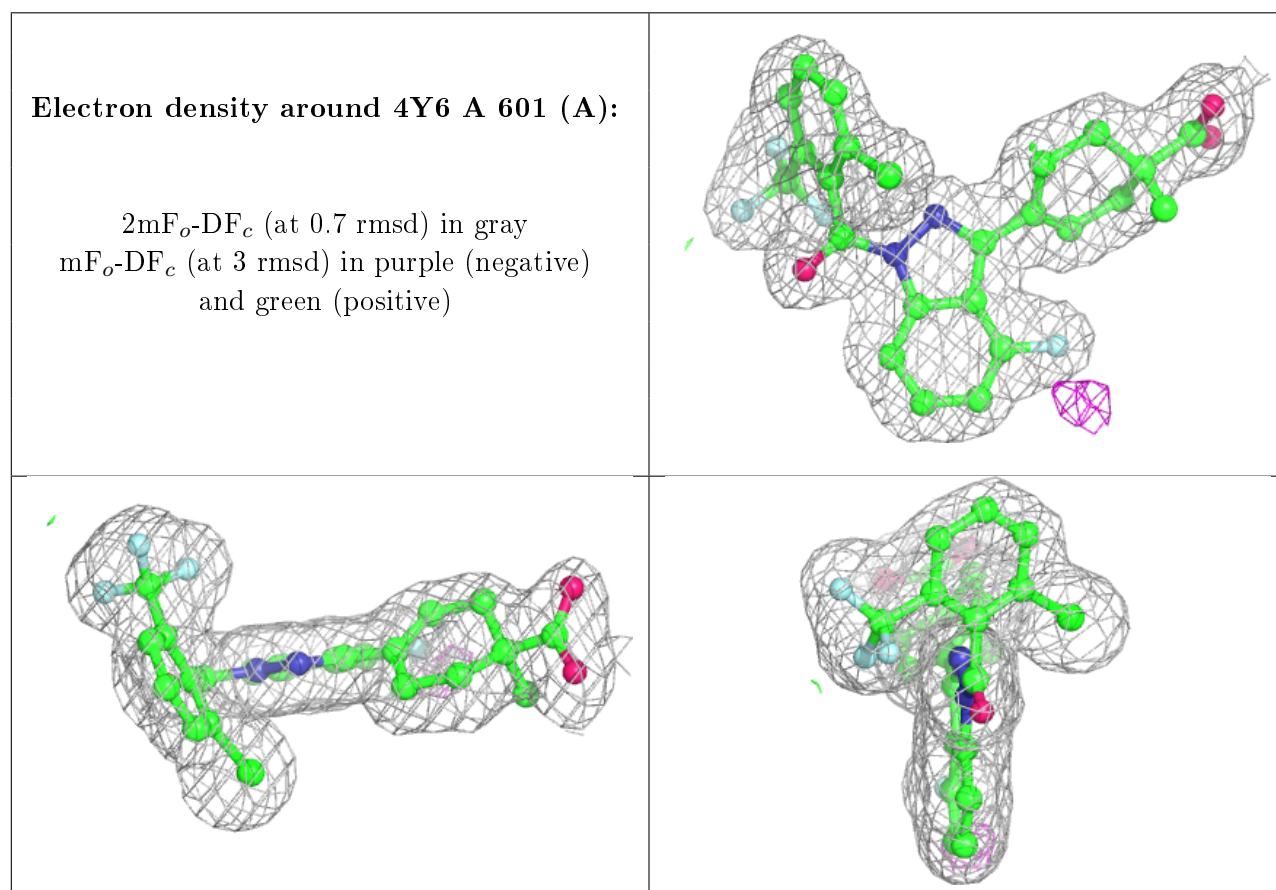 Electron density around 4Y6 A 601 (A):
2mFₒ-DF𝑐 (at 0.7 rmsd) in gray
mFₒ-DF𝑐 (at 3 rmsd) in purple (negative)
and green (positive)